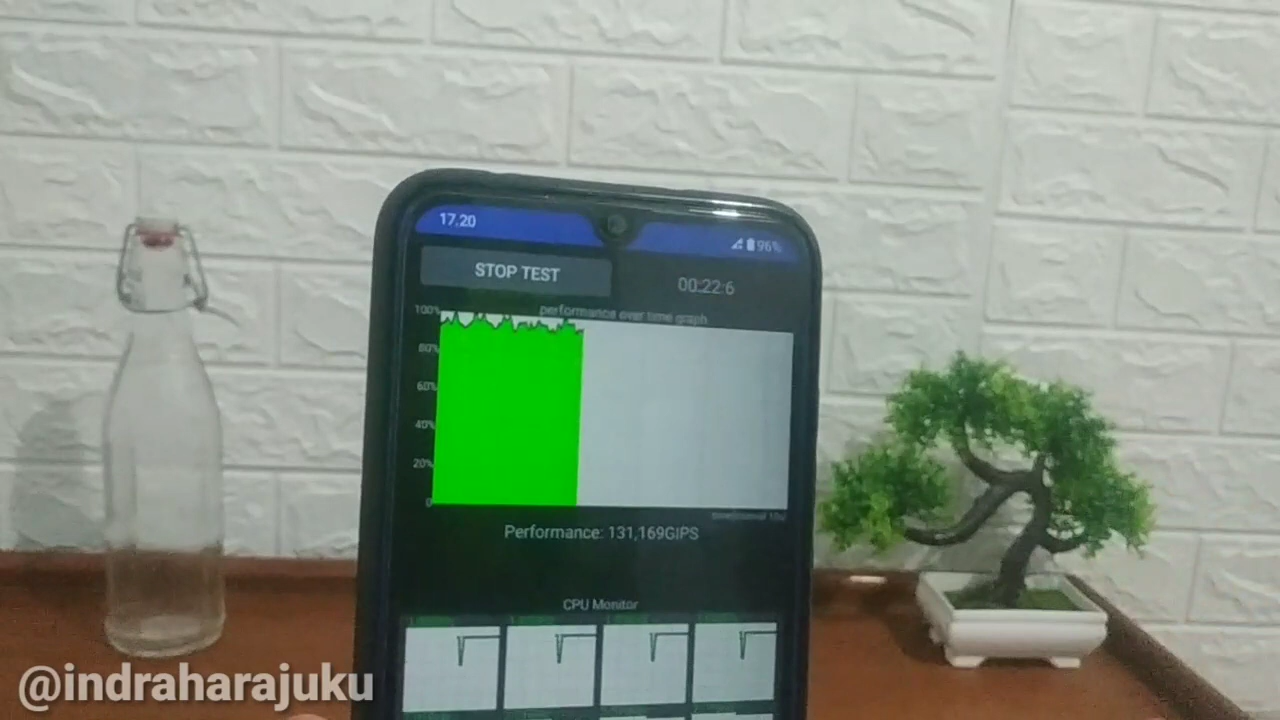 17,20
96%
STOP TEST
00:22:6
performance over time graph
100%
80%
60%
40%
20%
0
Performance: 131,169GIPS
CPU Monitor
@indraharajuku